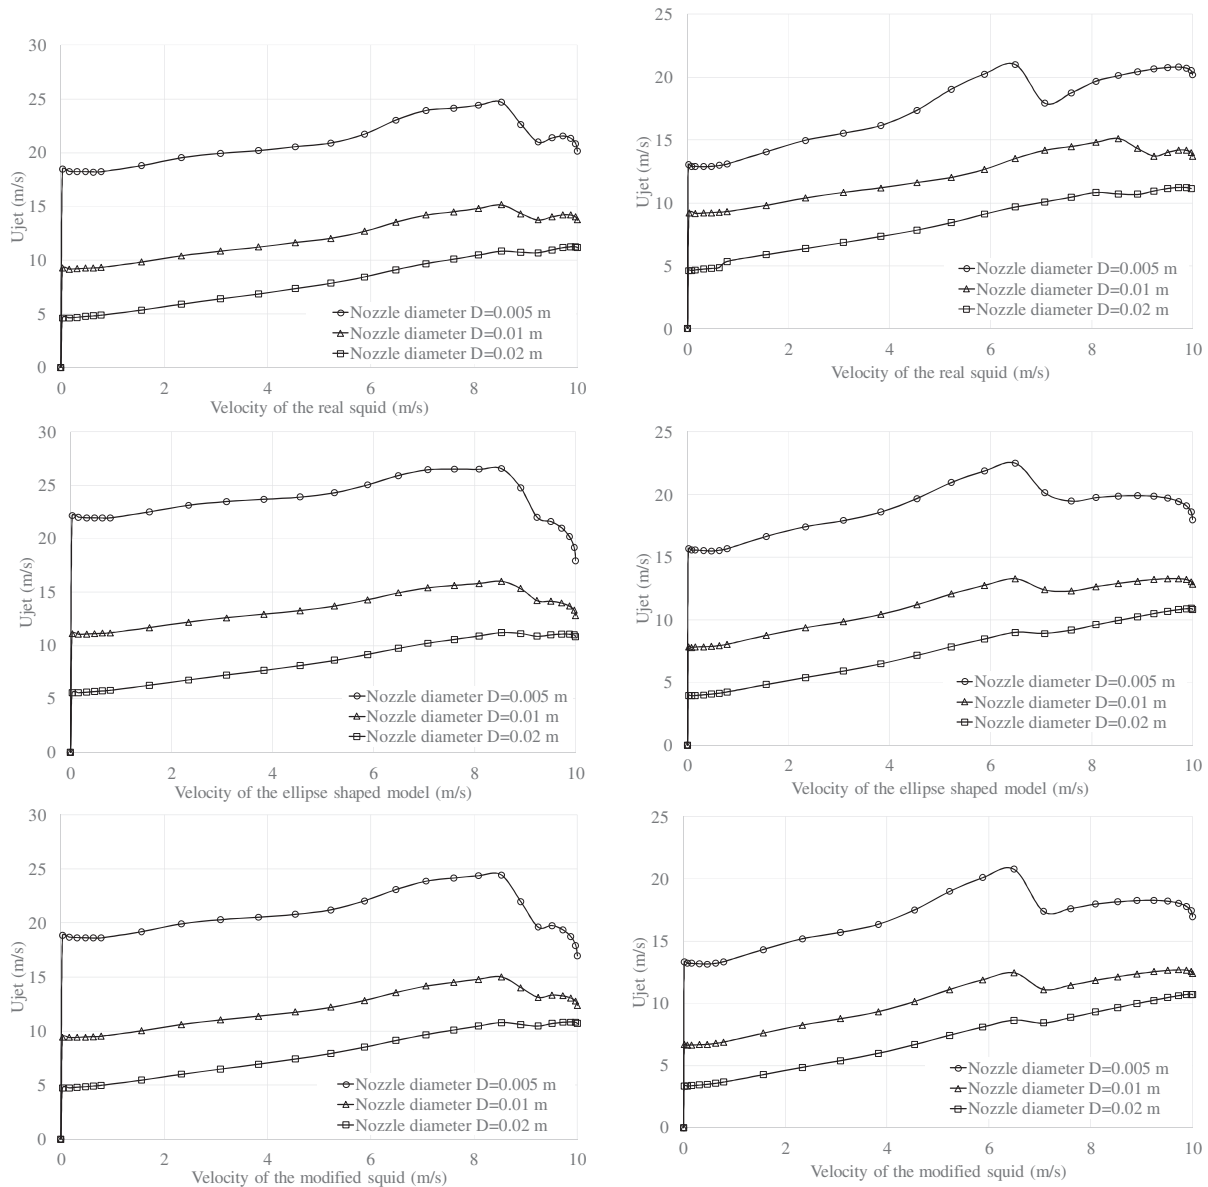 30
25
20
15
10
5
0
Ujet (m/s)
Nozzle diameter D=0.005 m
Nozzle diameter D=0.01 m
Nozzle diameter D=0.02 m
0 2 4 6 8 10
Velocity of the real squid (m/s)
25
20
15
10
5
0
Ujet (m/s)
Nozzle diameter D=0.005 m
Nozzle diameter D=0.01 m
Nozzle diameter D=0.02 m
0 2 4 6 8 10
Velocity of the real squid (m/s)
30
25
20
15
10
5
0
Ujet (m/s)
Nozzle diameter D=0.005 m
Nozzle diameter D=0.01 m
Nozzle diameter D=0.02 m
0 2 4 6 8 10
Velocity of the ellipse shaped model (m/s)
25
20
15
10
5
0
Ujet (m/s)
Nozzle diameter D=0.005 m
Nozzle diameter D=0.01 m
Nozzle diameter D=0.02 m
0 2 4 6 8 10
Velocity of the ellipse shaped model (m/s)
30
25
20
15
10
5
0
Ujet (m/s)
Nozzle diameter D=0.005 m
Nozzle diameter D=0.01 m
Nozzle diameter D=0.02 m
0 2 4 6 8 10
Velocity of the modified squid (m/s)
25
20
15
10
5
0
Ujet (m/s)
Nozzle diameter D=0.005 m
Nozzle diameter D=0.01 m
Nozzle diameter D=0.02 m
0 2 4 6 8 10
Velocity of the modified squid (m/s)